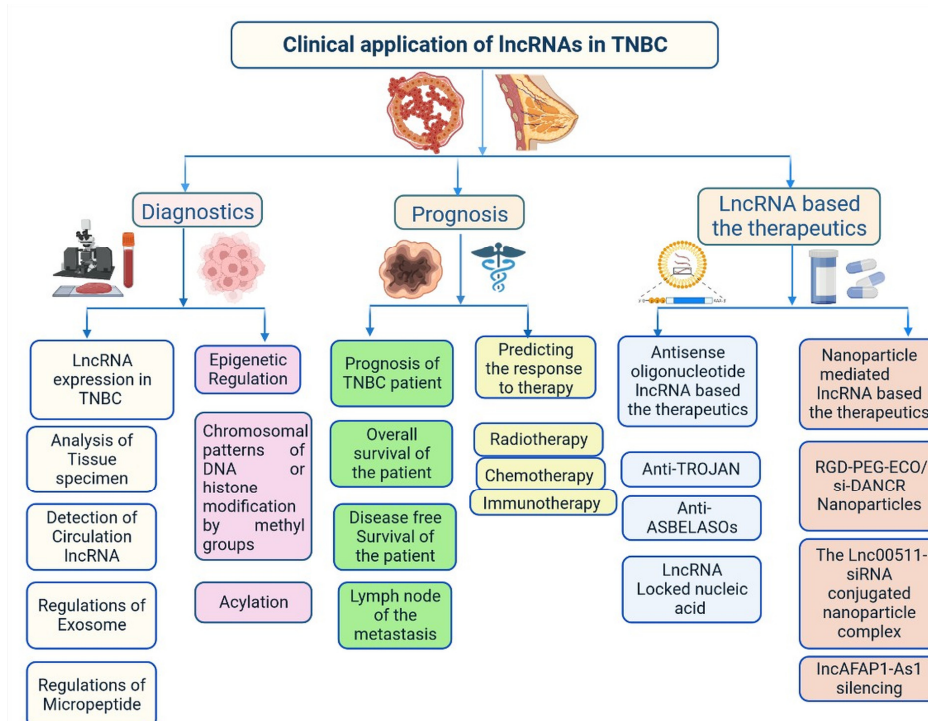 Clinical application of lncRNAs in TNBC
Diagnostics
Prognosis
LncRNA based
the therapeutics
LncRNA
expression in
TNBC
Analysis of
Tissue
specimen
Detection of
Circulation
lncRNA
Regulations of
Exosome
Regulations of
Micropeptide
Epigenetic
Regulation
Chromosomal
patterns of
DNA or
histone
modification
by methyl
groups
Acylation
Prognosis of
TNBC patient
Overall
survival of
the patient
Disease free
Survival of
the patient
Lymph node
of the
metastasis
Predicting
the response
to therapy
Radiotherapy
Chemotherapy
Immunotherapy
Antisense
oligonucleotide
lncRNA based
the therapeutics
Anti-TROJAN
Anti-
ASBELASOs
LncRNA
Locked nucleic
acid
Nanoparticle
mediated
lncRNA based
the therapeutics
RGD-PEG-ECO/
si-DANCR
Nanoparticles
The Lnc00511-
siRNA
conjugated
nanoparticle
complex
lncAFAP1-As1
silencing